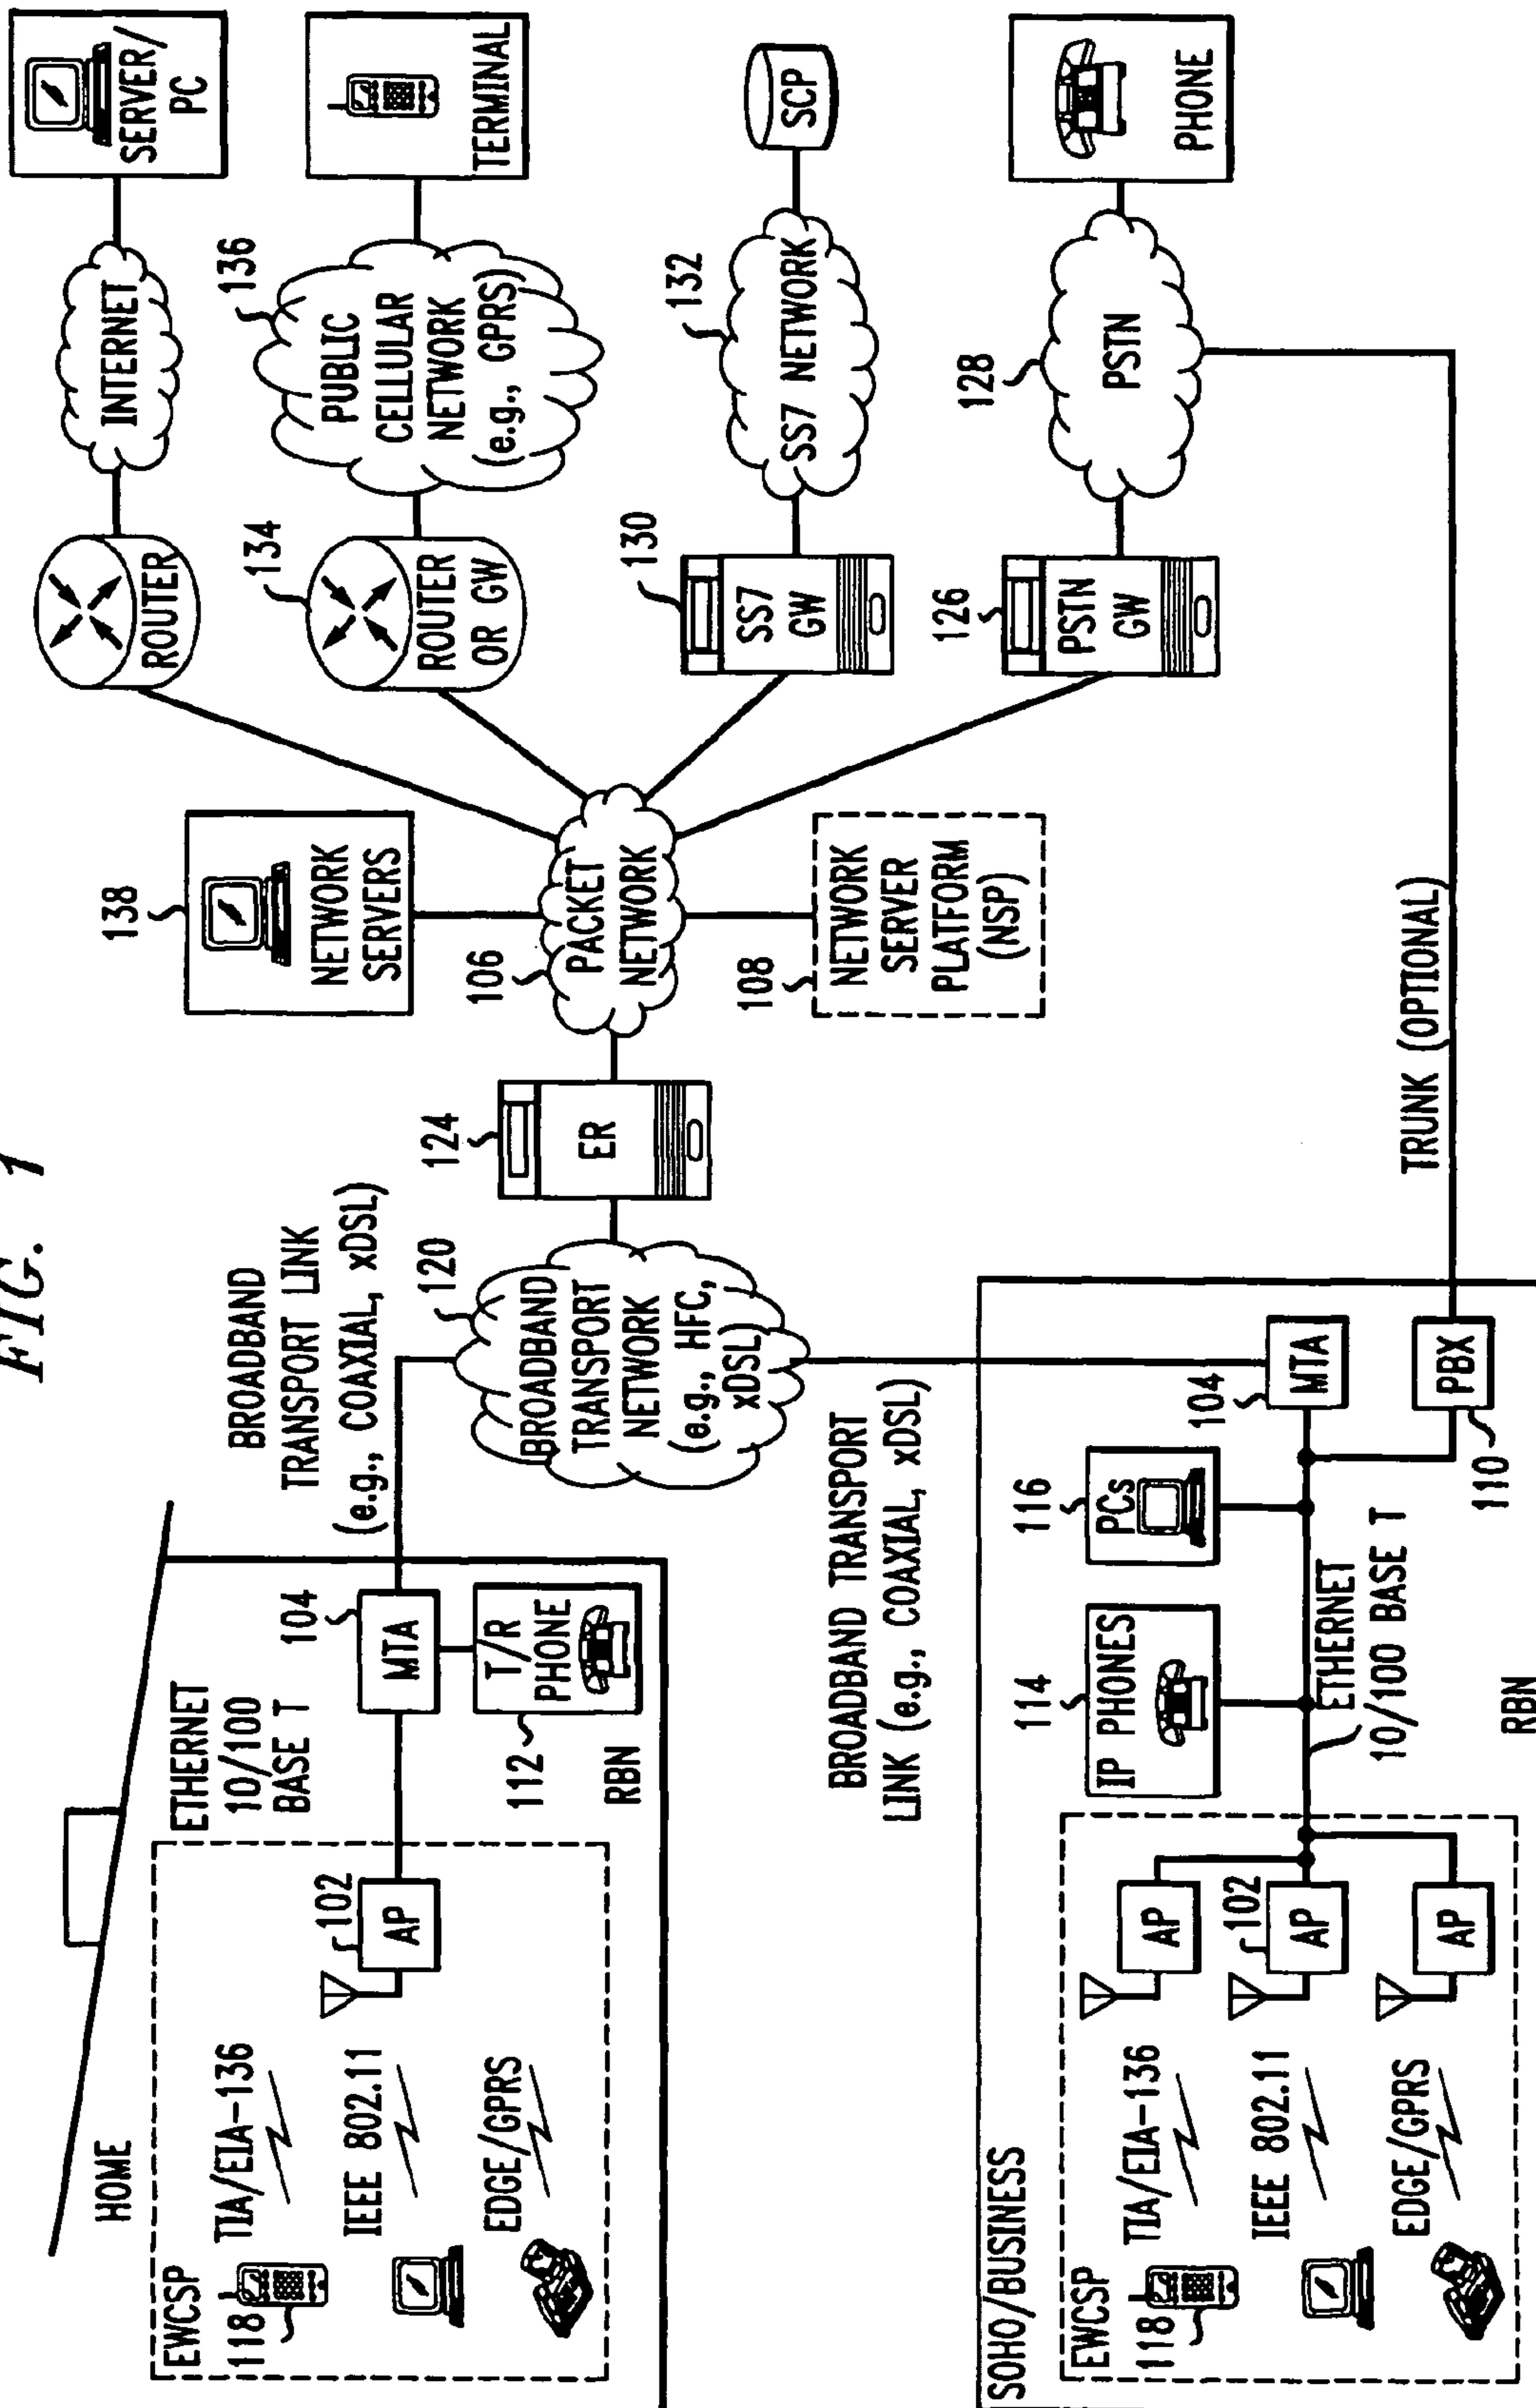 FIG. 1
HOME
EWCSP
118
TIA/EIA-136
IEEE 802.11
EDGE/GPRS
102
AP
ETHERNET
10/100
BASE T
104
MTA
T/R
PHONE
112
RBN
BROADBAND
TRANSPORT LINK
(e.g., COAXIAL, xDSL)
120
BROADBAND
TRANSPORT
NETWORK
(e.g., HFC,
xDSL)
124
ER
138
NETWORK
SERVERS
106
PACKET
NETWORK
108
NETWORK
SERVER
PLATFORM
(NSP)
ROUTER
INTERNET
SERVER/
PC
134
ROUTER
OR GW
136
PUBLIC
CELLULAR
NETWORK
(e.g., GPRS)
TERMINAL
130
SS7
GW
132
SS7 NETWORK
SCP
126
PSTN
GW
128
PSTN
PHONE
BROADBAND TRANSPORT
LINK (e.g., COAXIAL, xDSL)
TRUNK (OPTIONAL)
SOHO/BUSINESS
EWCSP
118
TIA/EIA-136
IEEE 802.11
EDGE/GPRS
AP
102
AP
AP
114
IP PHONES
116
PCs
ETHERNET
10/100 BASE T
104
MTA
110
PBX
RBN